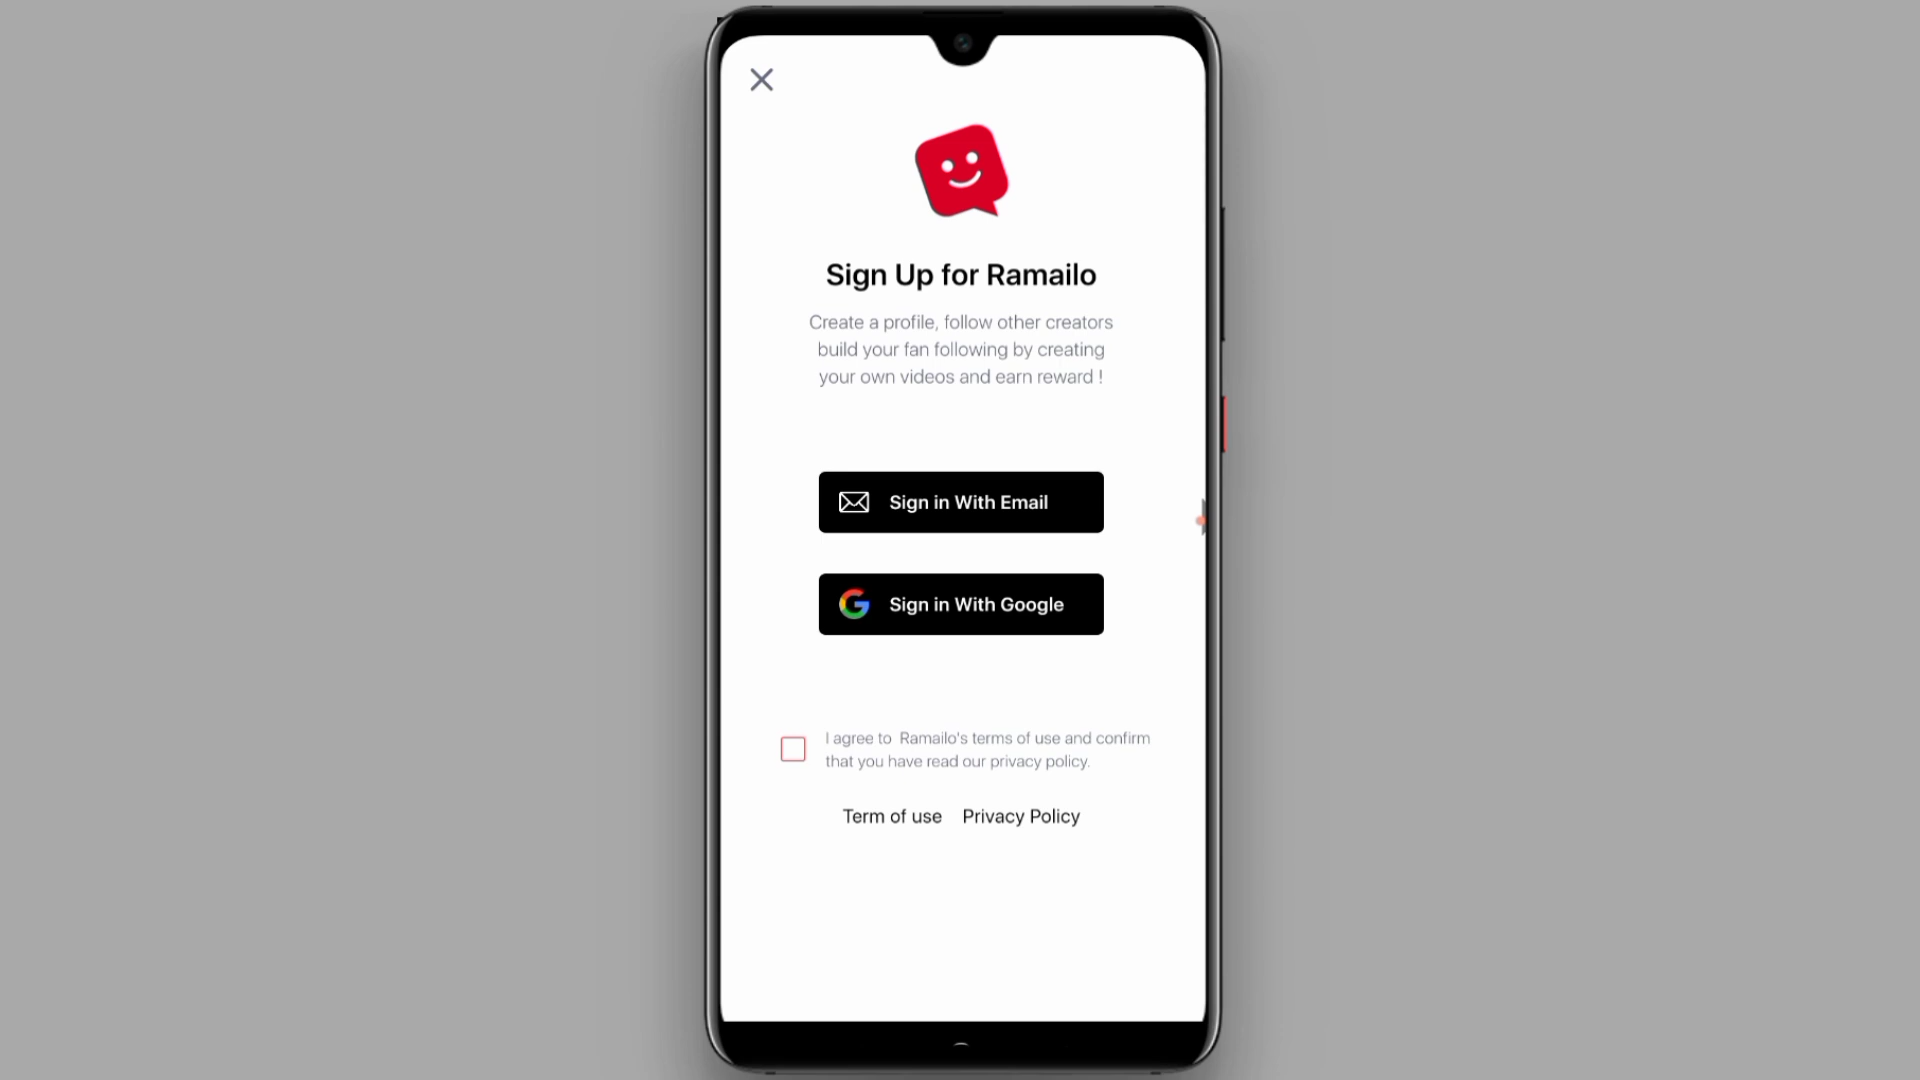 Sign Up for Ramailo
Create a profile, follow other creators
build your fan following by creating
your own videos and earn reward !
Sign in With Email
Sign in With Google
I agree to Ramailo's terms of use and confirm
that you have read our privacy policy.
Term of use Privacy Policy